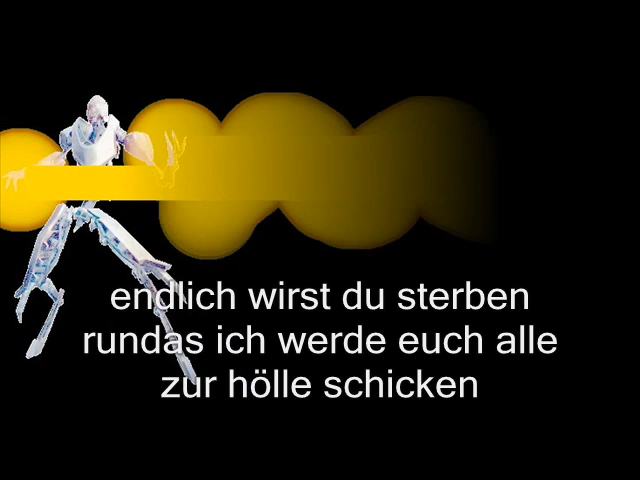 endlich wirst du sterben
rundas ich werde euch alle
zur hölle schicken